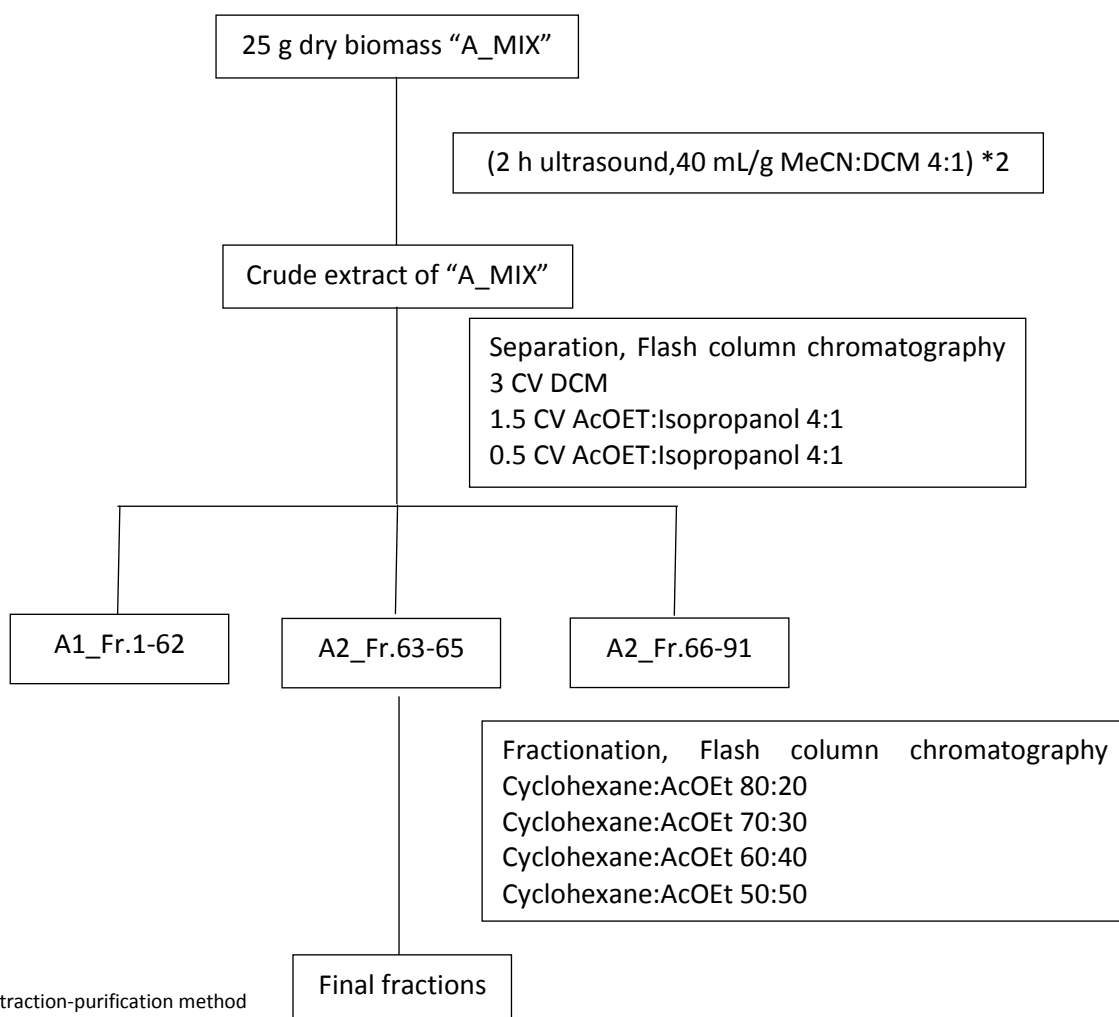 25 g dry biomass “A_MIX”
(2 h ultrasound,40 mL/g MeCN:DCM 4:1) *2
Crude extract of “A_MIX”
Separation, Flash column chromatography
3 CV DCM
1.5 CV AcOET:Isopropanol 4:1
0.5 CV AcOET:Isopropanol 4:1
A1_Fr.1-62
A2_Fr.63-65
A2_Fr.66-91
Fractionation, Flash column chromatography
Cyclohexane:AcOEt 80:20
Cyclohexane:AcOEt 70:30
Cyclohexane:AcOEt 60:40
Cyclohexane:AcOEt 50:50
Final fractions
traction-purification method